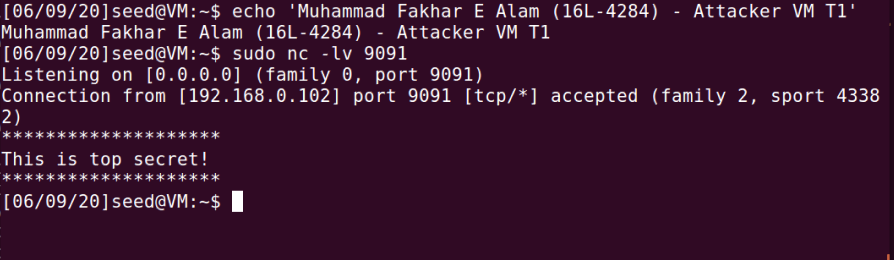 [06/09/20]seed@VM:~$ echo 'Muhammad Fakhar E Alam (16L-4284) - Attacker VM T1'
Muhammad Fakhar E Alam (16L-4284) - Attacker VM T1
[06/09/20]seed@VM:~$ sudo nc -lv 9091
Listening on [0.0.0.0] (family 0, port 9091)
Connection from [192.168.0.102] port 9091 [tcp/*] accepted (family 2, sport 4338
2)
********************
This is top secret!
********************
[06/09/20]seed@VM:~$